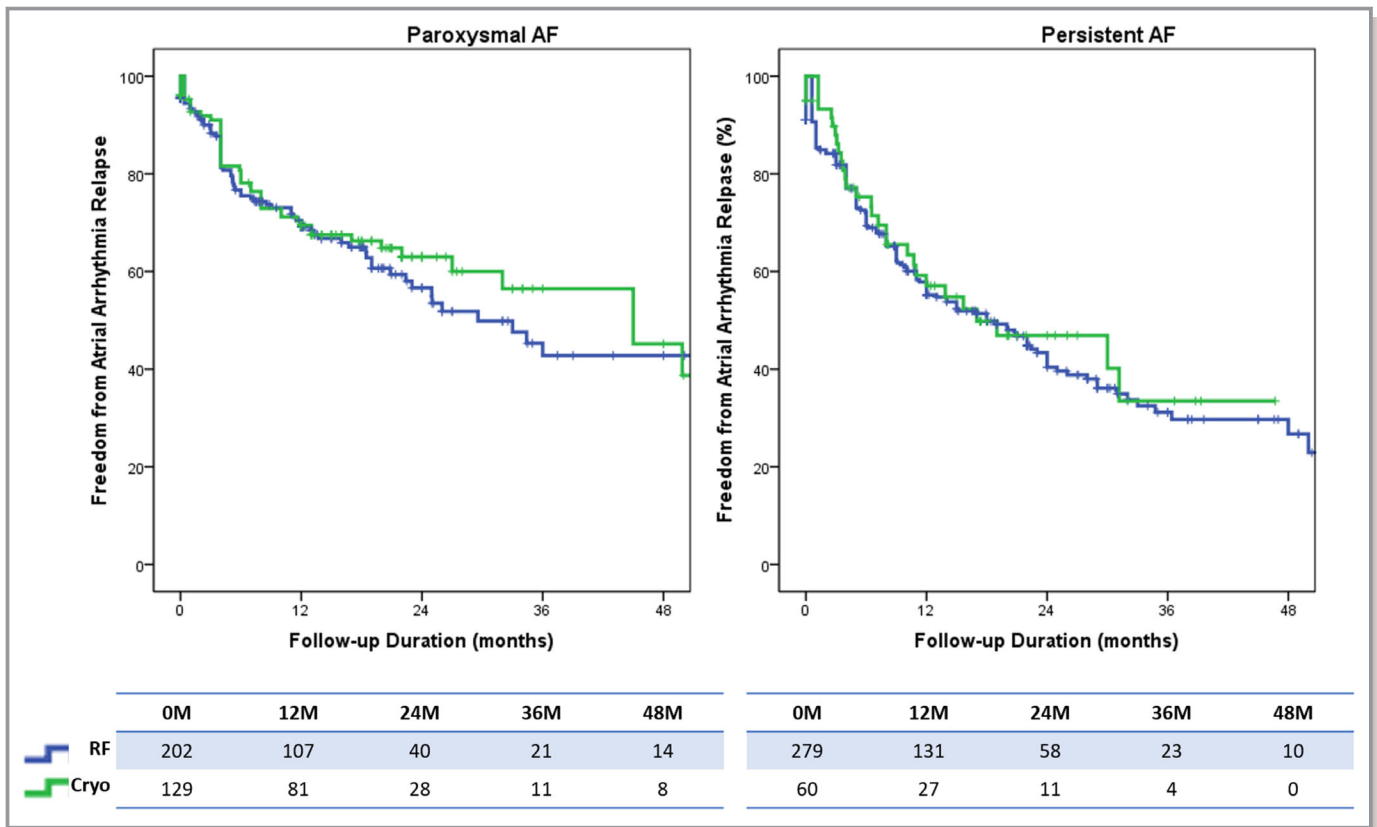 Paroxysmal AF
Freedom from Atrial Arrhythmia Relapse
100
80
60
40
20
0
0 12 24 36 48
Follow-up Duration (months)
Persistent AF
Freedom from Atrial Arrhythmia Relpase (%)
100
80
60
40
20
0
0 12 24 36 48
Follow-up Duration (months)
0M 12M 24M 36M 48M
RF 202 107 40 21 14
Cryo 129 81 28 11 8
0M 12M 24M 36M 48M
279 131 58 23 10
60 27 11 4 0